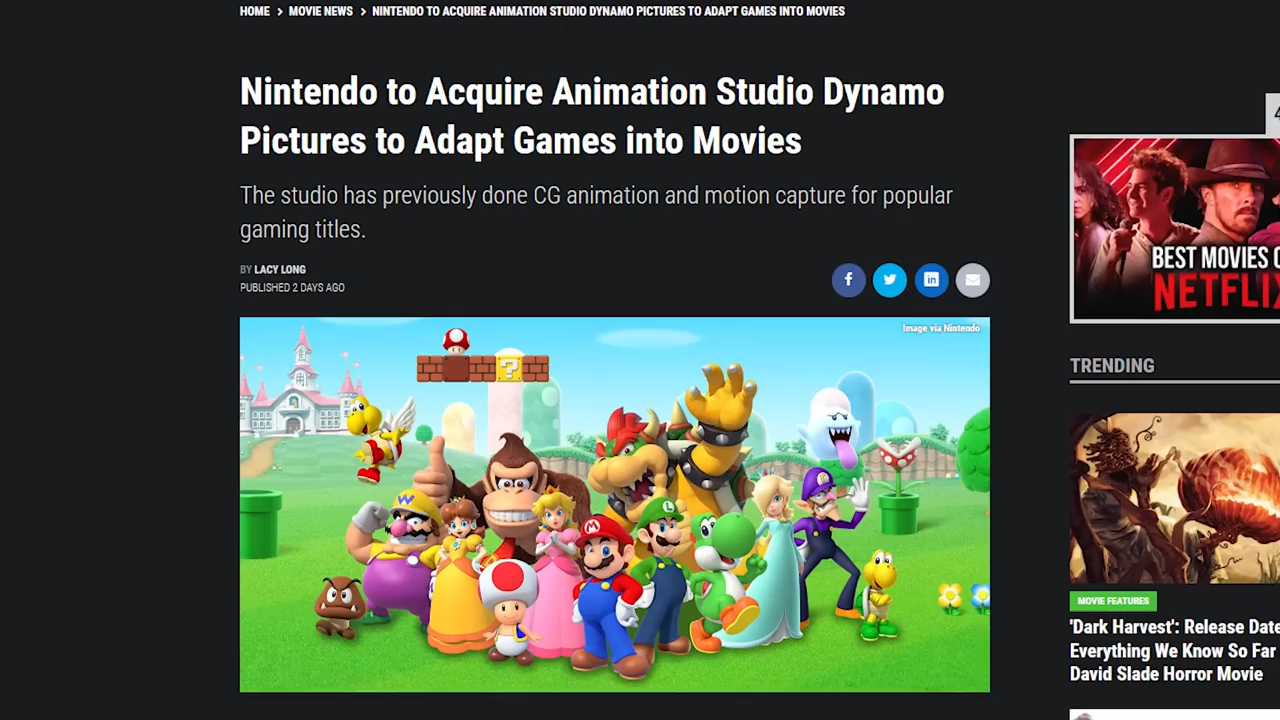 HOME > MOVIE NEWS > NINTENDO TO ACQUIRE ANIMATION STUDIO DYNAMO PICTURES TO ADAPT GAMES INTO MOVIES
Nintendo to Acquire Animation Studio Dynamo
Pictures to Adapt Games into Movies
The studio has previously done CG animation and motion capture for popular
gaming titles.
BY LACY LONG
PUBLISHED 2 DAYS AGO
f
in
Image via Nintendo
?
W
M
L
BEST MOVIES
NETFLIX
TRENDING
MOVIE FEATURES
'Dark Harvest': Release Date
Everything We Know So Far
David Slade Horror Movie